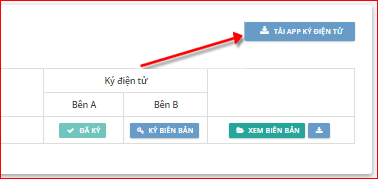 TẢI APP KÝ ĐIỆN TỬ
Ký điện tử
Bên A Bên B
ĐÃ KÝ KÝ BIÊN BẢN XEM BIÊN BẢN